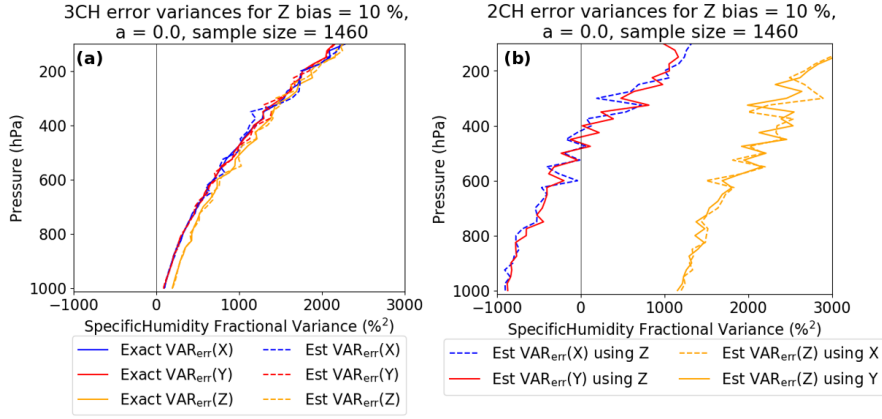 3CH error variances for Z bias = 10 %,
a = 0.0, sample size = 1460
(a)
200
400
600
800
1000
Pressure (hPa)
−1000 0 1000 2000 3000
SpecificHumidity Fractional Variance (%²)
Exact VARerr(X) Est VARerr(X)
Exact VARerr(Y) Est VARerr(Y)
Exact VARerr(Z) Est VARerr(Z)
2CH error variances for Z bias = 10 %,
a = 0.0, sample size = 1460
(b)
200
400
600
800
1000
Pressure (hPa)
−1000 0 1000 2000 3000
SpecificHumidity Fractional Variance (%²)
Est VARerr(X) using Z Est VARerr(Z) using X
Est VARerr(Y) using Z Est VARerr(Z) using Y